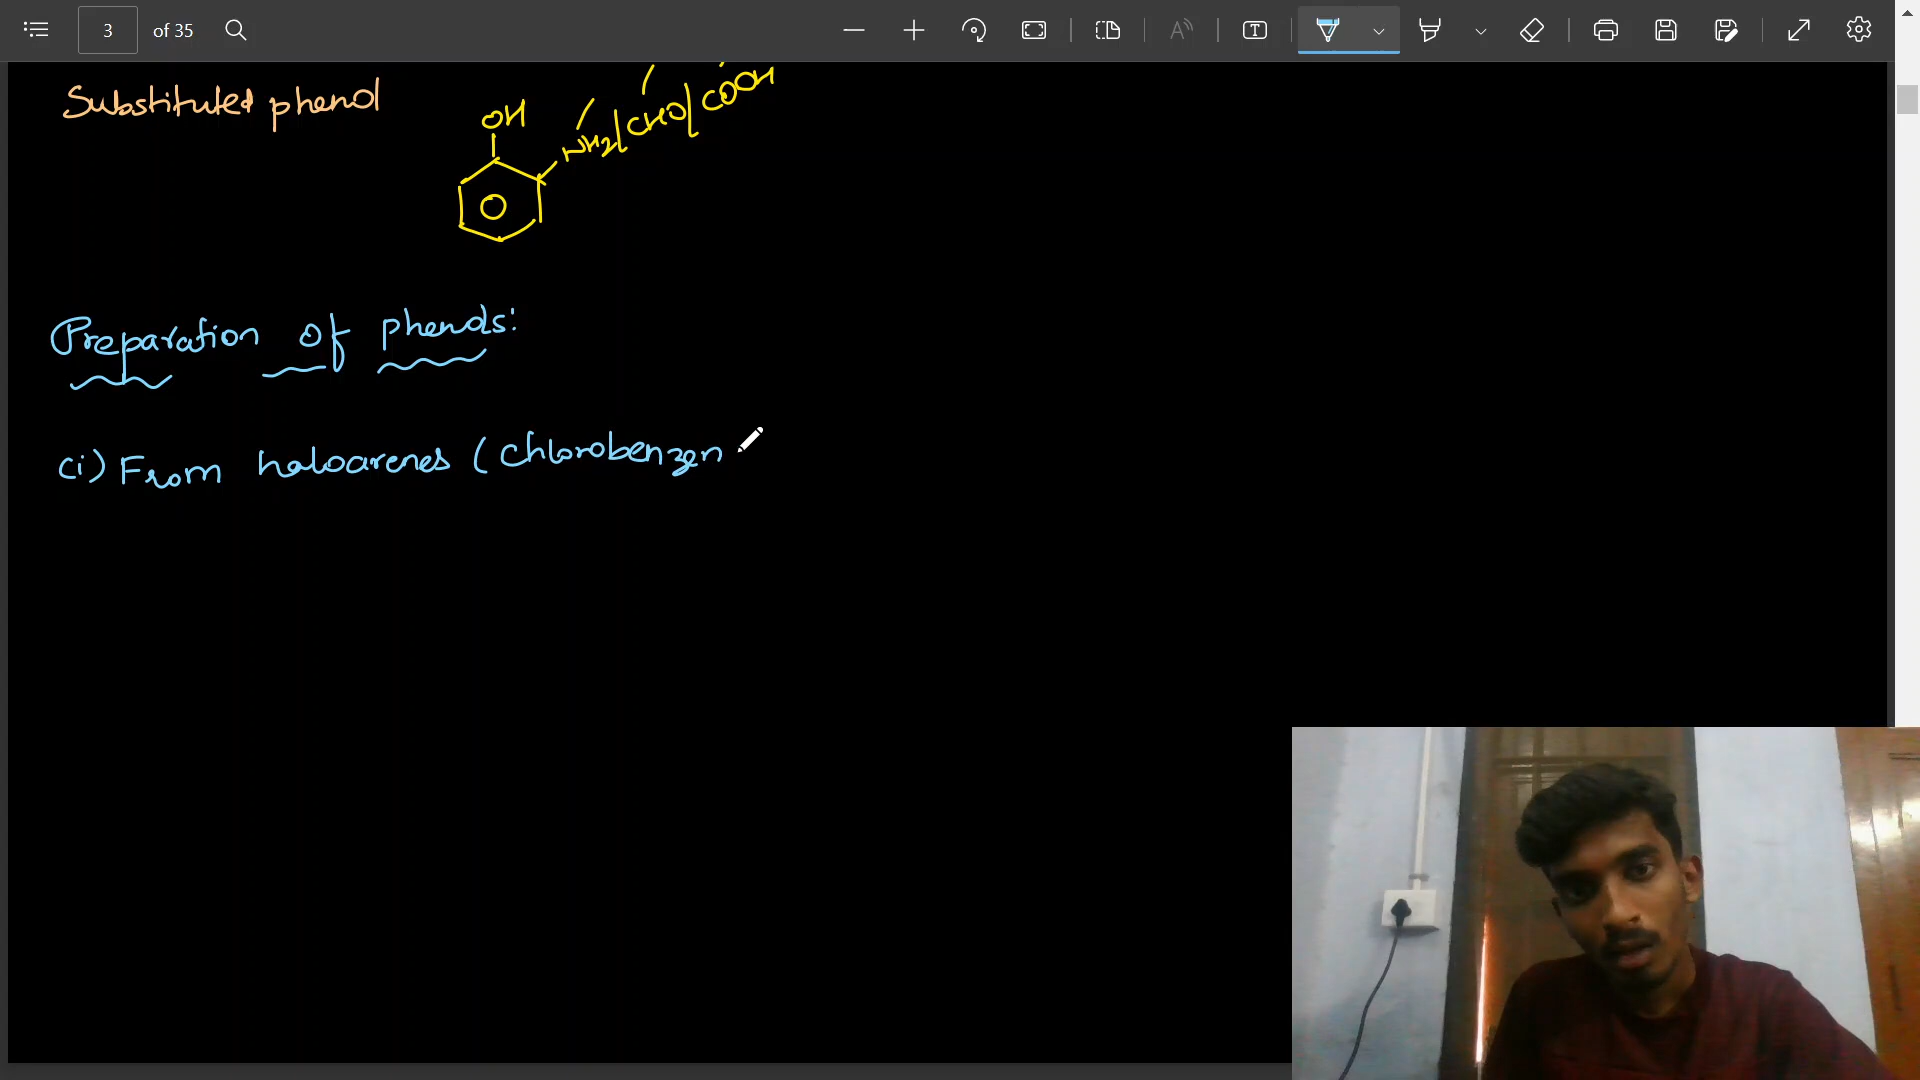 3 of 35
Substituted phenol
OH
NH2/CHO/COOH
Preparation of phenols:
(i) From haloarenes (chlorobenzen